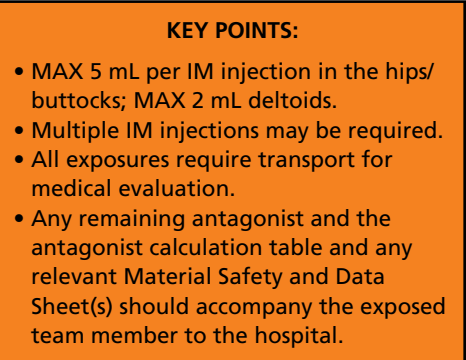 KEY POINTS:
• MAX 5 mL per IM injection in the hips/
buttocks; MAX 2 mL deltoids.
• Multiple IM injections may be required.
• All exposures require transport for
medical evaluation.
• Any remaining antagonist and the
antagonist calculation table and any
relevant Material Safety and Data
Sheet(s) should accompany the exposed
team member to the hospital.